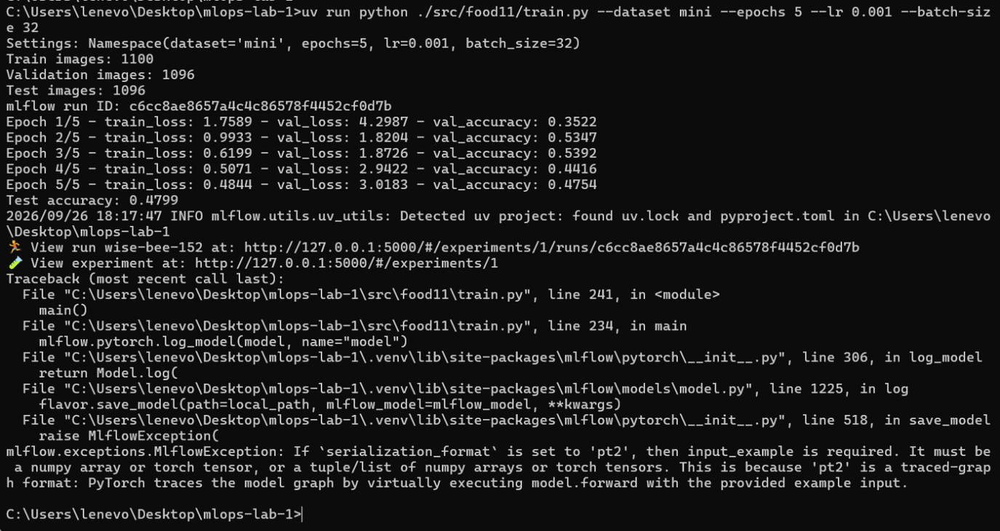 C:\Users\lenevo\Desktop\mlops-lab-1>uv run python ./src/food11/train.py --dataset mini --epochs 5 --lr 0.001 --batch-siz
e 32
Settings: Namespace(dataset='mini', epochs=5, lr=0.001, batch_size=32)
Train images: 1100
Validation images: 1096
Test images: 1096
mlflow run ID: c6cc8ae8657a4c4c86578f4452cf0d7b
Epoch 1/5 - train_loss: 1.7589 - val_loss: 4.2987 - val_accuracy: 0.3522
Epoch 2/5 - train_loss: 0.9933 - val_loss: 1.8204 - val_accuracy: 0.5347
Epoch 3/5 - train_loss: 0.6199 - val_loss: 1.8726 - val_accuracy: 0.5392
Epoch 4/5 - train_loss: 0.5071 - val_loss: 2.9422 - val_accuracy: 0.4416
Epoch 5/5 - train_loss: 0.4844 - val_loss: 3.0183 - val_accuracy: 0.4754
Test accuracy: 0.4799
2026/09/26 18:17:47 INFO mlflow.utils.uv_utils: Detected uv project: found uv.lock and pyproject.toml in C:\Users\lenevo
\Desktop\mlops-lab-1
🏃 View run wise-bee-152 at: http://127.0.0.1:5000/#/experiments/1/runs/c6cc8ae8657a4c4c86578f4452cf0d7b
🧪 View experiment at: http://127.0.0.1:5000/#/experiments/1
Traceback (most recent call last):
  File "C:\Users\lenevo\Desktop\mlops-lab-1\src\food11\train.py", line 241, in <module>
    main()
  File "C:\Users\lenevo\Desktop\mlops-lab-1\src\food11\train.py", line 234, in main
    mlflow.pytorch.log_model(model, name="model")
  File "C:\Users\lenevo\Desktop\mlops-lab-1\.venv\lib\site-packages\mlflow\pytorch\__init__.py", line 306, in log_model
    return Model.log(
  File "C:\Users\lenevo\Desktop\mlops-lab-1\.venv\lib\site-packages\mlflow\models\model.py", line 1225, in log
    flavor.save_model(path=local_path, mlflow_model=mlflow_model, **kwargs)
  File "C:\Users\lenevo\Desktop\mlops-lab-1\.venv\lib\site-packages\mlflow\pytorch\__init__.py", line 518, in save_model
    raise MlflowException(
mlflow.exceptions.MlflowException: If `serialization_format` is set to 'pt2', then input_example is required. It must be
 a numpy array or torch tensor, or a tuple/list of numpy arrays or torch tensors. This is because 'pt2' is a traced-grap
h format: PyTorch traces the model graph by virtually executing model.forward with the provided example input.
C:\Users\lenevo\Desktop\mlops-lab-1>